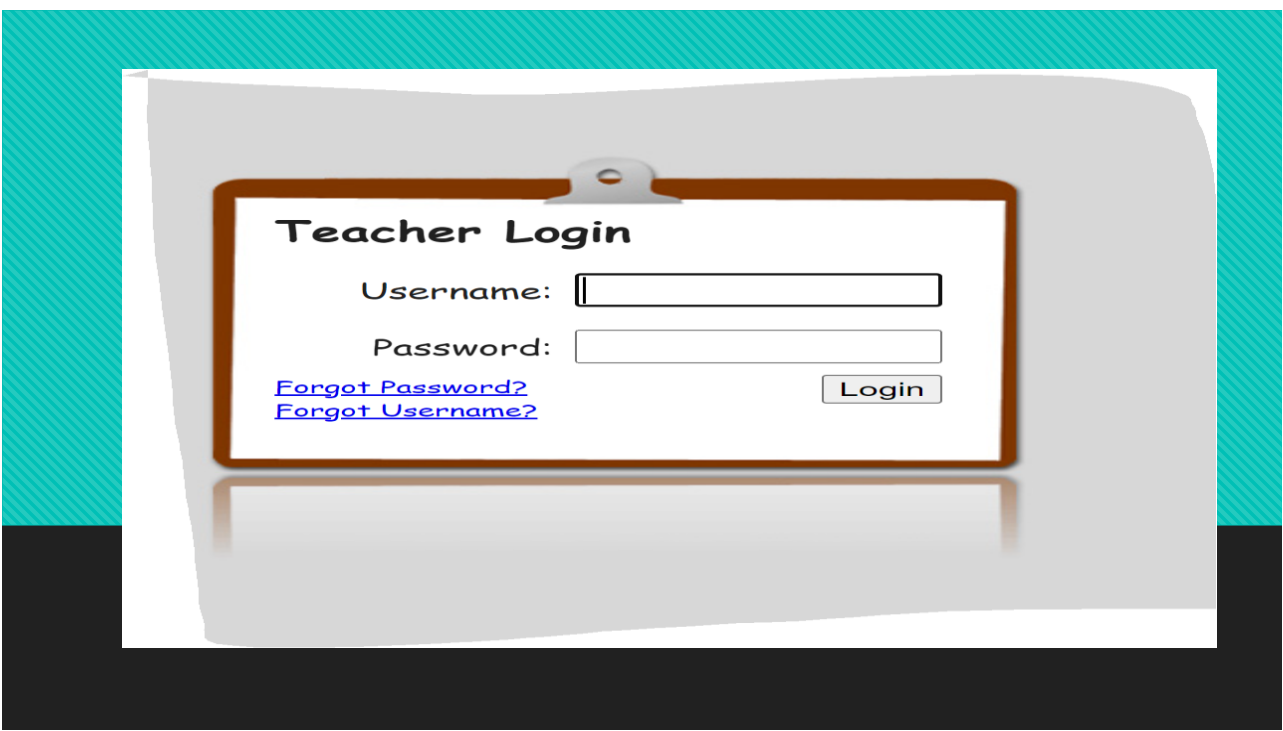 Teacher Login
Username:
Password:
Forgot Password?
Login
Forgot Username?